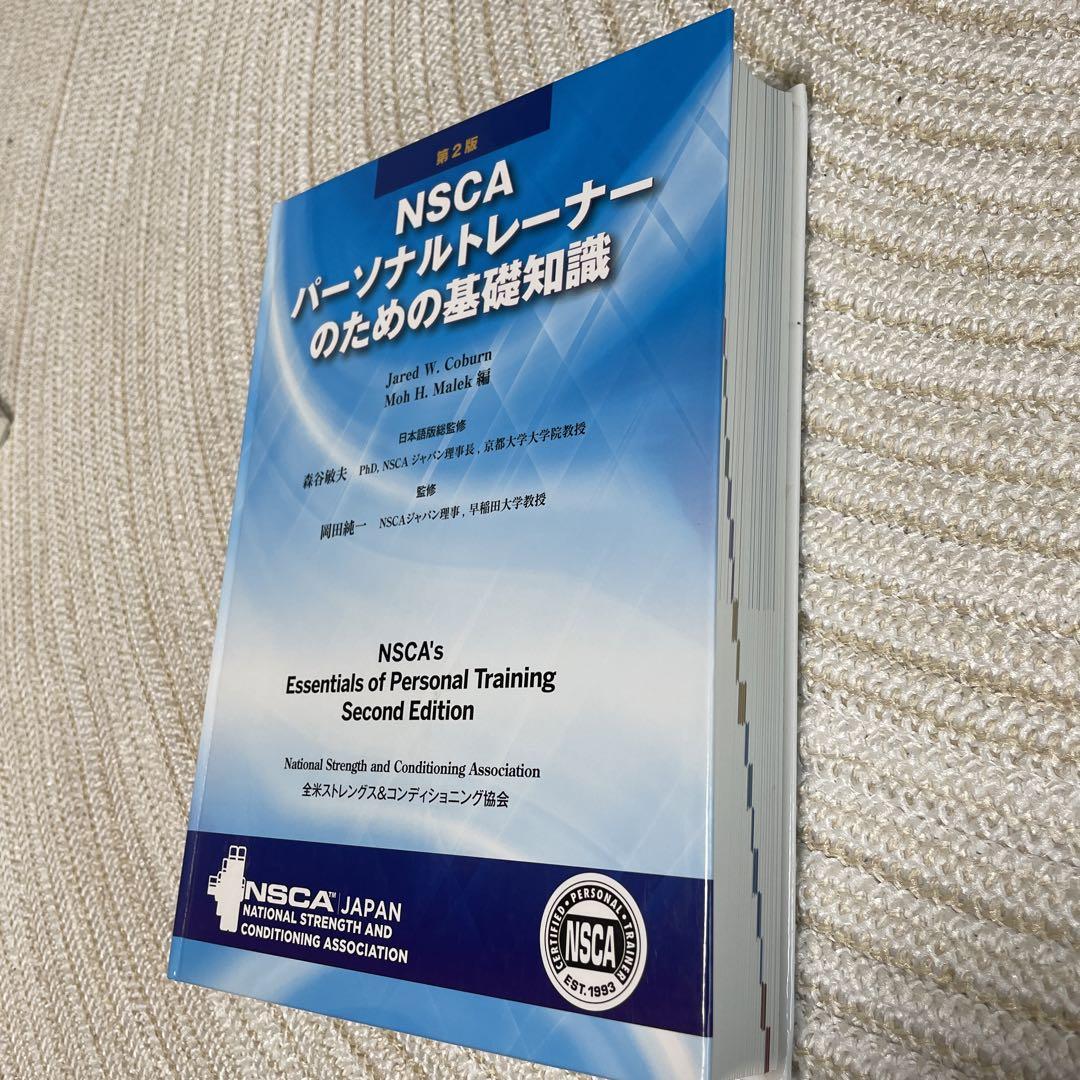 第2版
NSCA
パーソナルトレーナー
のための基礎知識
Jared W. Coburn
Moh H. Malek 編
日本語版総監修
森谷敏夫 PhD, NSCA ジャパン理事長, 京都大学大学院教授
監修
岡田純一 NSCAジャパン理事, 早稲田大学教授
NSCA's
Essentials of Personal Training
Second Edition
National Strength and Conditioning Association
全米ストレングス&コンディショニング協会
NSCA™ JAPAN
NATIONAL STRENGTH AND
CONDITIONING ASSOCIATION
CERTIFIED • PERSONAL • TRAINER
NSCA
EST. 1993